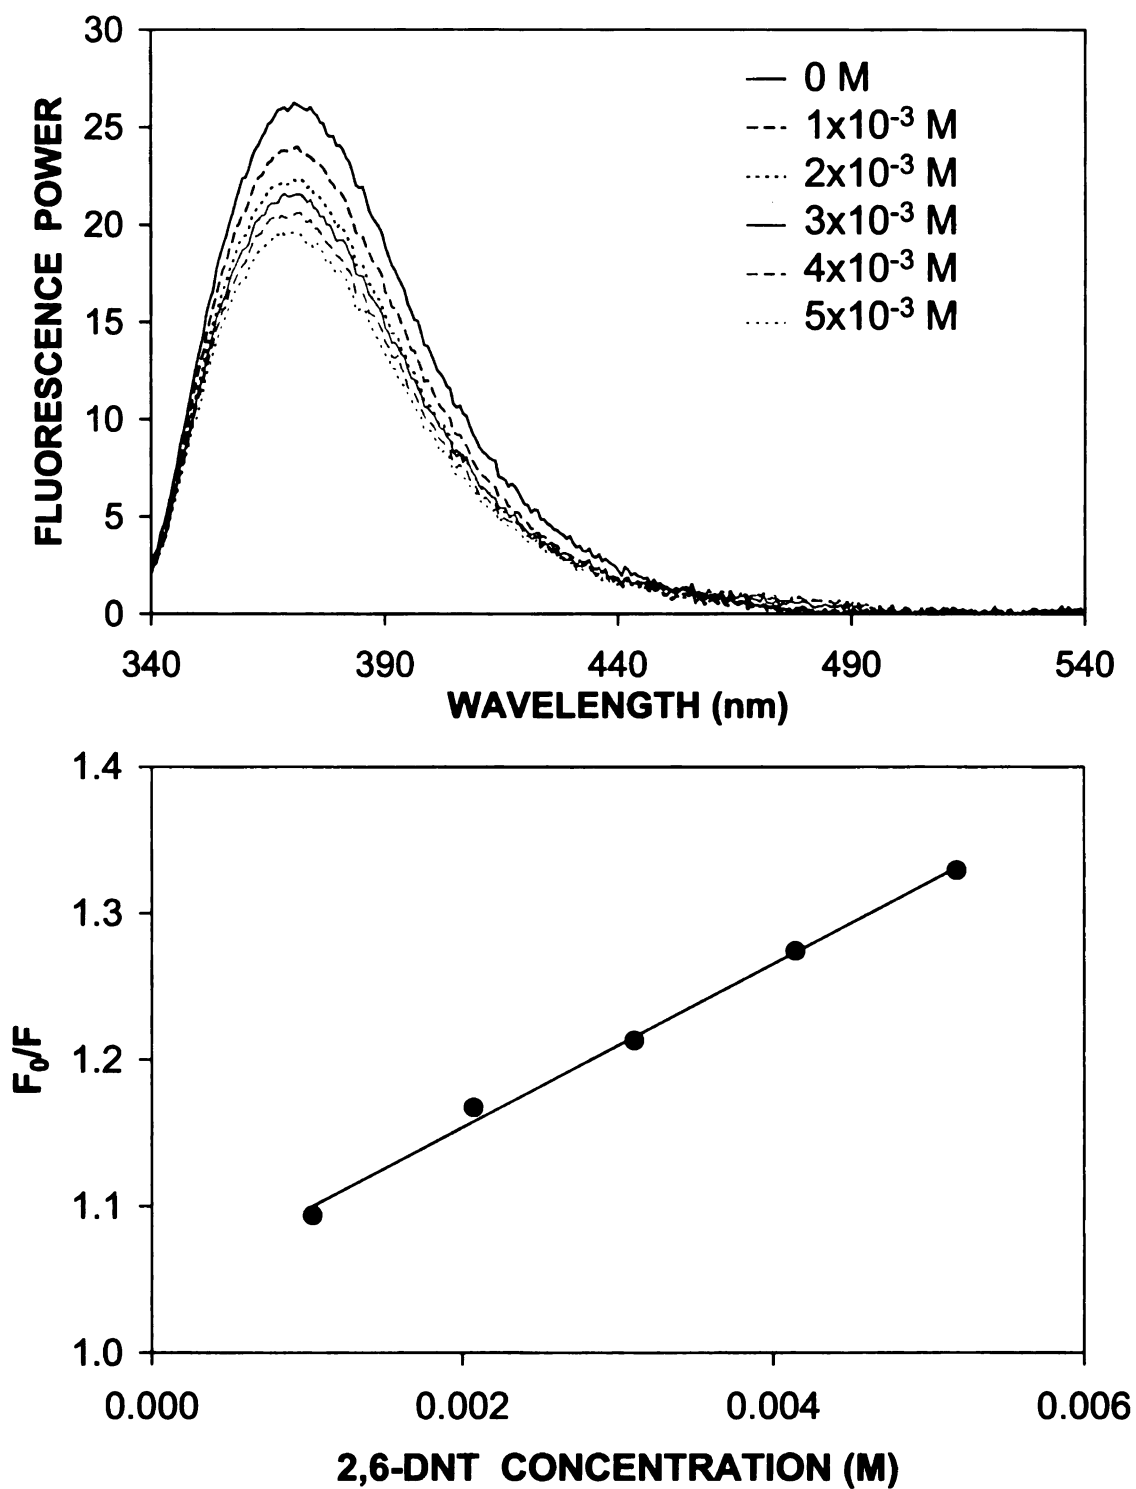 30
25
20
15
10
5
0
FLUORESCENCE POWER
0 M
1x10⁻³ M
2x10⁻³ M
3x10⁻³ M
4x10⁻³ M
5x10⁻³ M
340 390 440 490 540
WAVELENGTH (nm)
1.4
1.3
1.2
1.1
1.0
F₀/F
0.000 0.002 0.004 0.006
2,6-DNT CONCENTRATION (M)